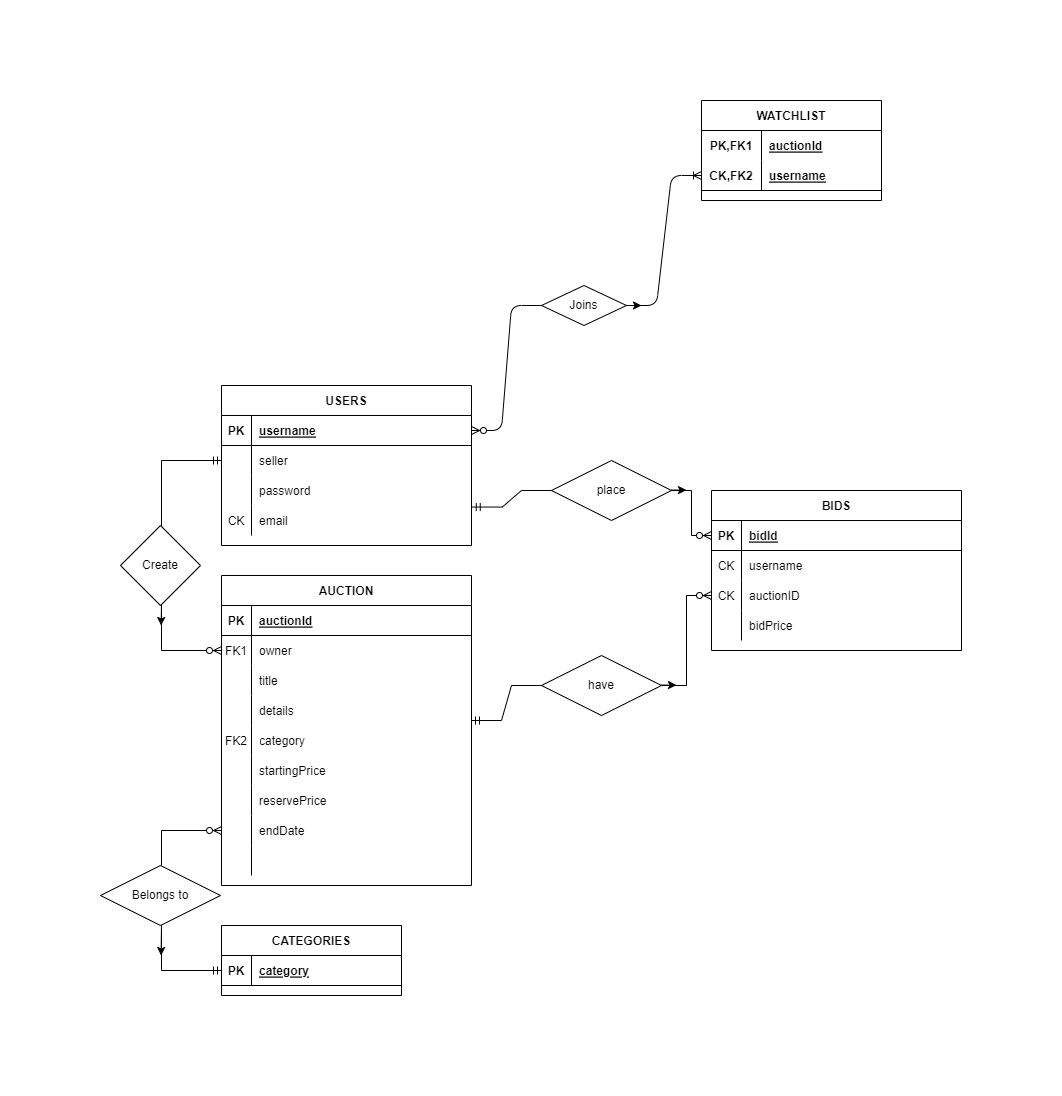 WATCHLIST
PK,FK1 auctionId
CK,FK2 username
Joins
USERS
PK username
seller
password
CK email
place
BIDS
PK bidId
CK username
CK auctionID
bidPrice
Create
AUCTION
PK auctionId
FK1 owner
title
details
FK2 category
startingPrice
reservePrice
endDate
have
Belongs to
CATEGORIES
PK category